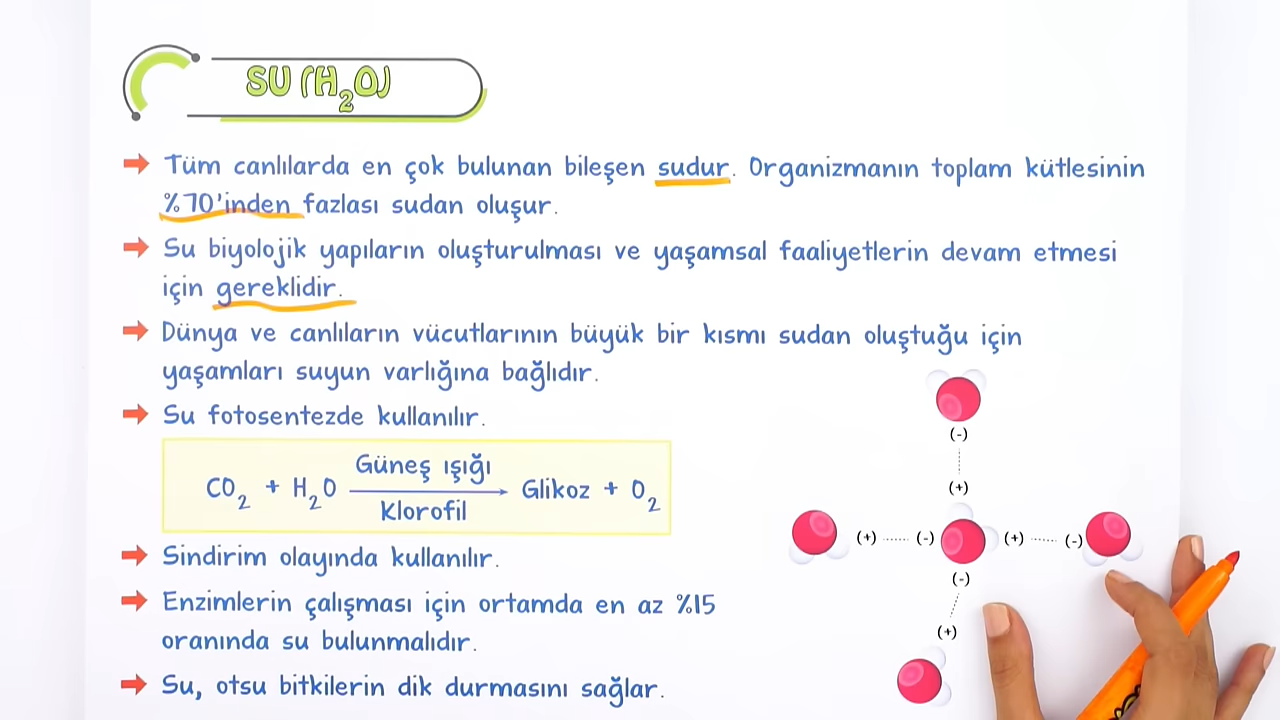 SU (H₂O)
Tüm canlılarda en çok bulunan bileşen sudur. Organizmanın toplam kütlesinin
%70'inden fazlası sudan oluşur.
Su biyolojik yapıların oluşturulması ve yaşamsal faaliyetlerin devam etmesi
için gereklidir.
Dünya ve canlıların vücutlarının büyük bir kısmı sudan oluştuğu için
yaşamları suyun varlığına bağlıdır.
Su fotosentezde kullanılır.
Güneş ışığı
CO₂ + H₂O Glikoz + O₂
Klorofil
Sindirim olayında kullanılır.
Enzimlerin çalışması için ortamda en az %15
oranında su bulunmalıdır.
Su, otsu bitkilerin dik durmasını sağlar.
(-)
(+)
(+) (-) (+) (-)
(-)
(+)